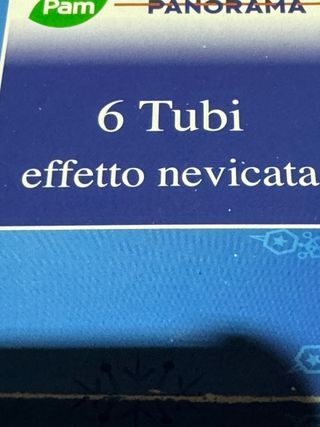 Pam
PANORAMA
6 Tubi
effetto nevicata